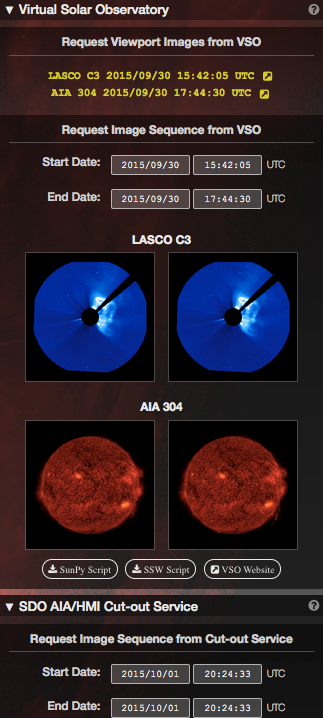 ▼ Virtual Solar Observatory
Request Viewport Images from VSO
LASCO C3 2015/09/30 15:42:05 UTC
AIA 304 2015/09/30 17:44:30 UTC
Request Image Sequence from VSO
Start Date: 2015/09/30 15:42:05 UTC
End Date: 2015/09/30 17:44:30 UTC
LASCO C3
AIA 304
SunPy Script SSW Script VSO Website
▼ SDO AIA/HMI Cut-out Service
Request Image Sequence from Cut-out Service
Start Date: 2015/10/01 20:24:33 UTC
End Date: 2015/10/01 20:24:33 UTC